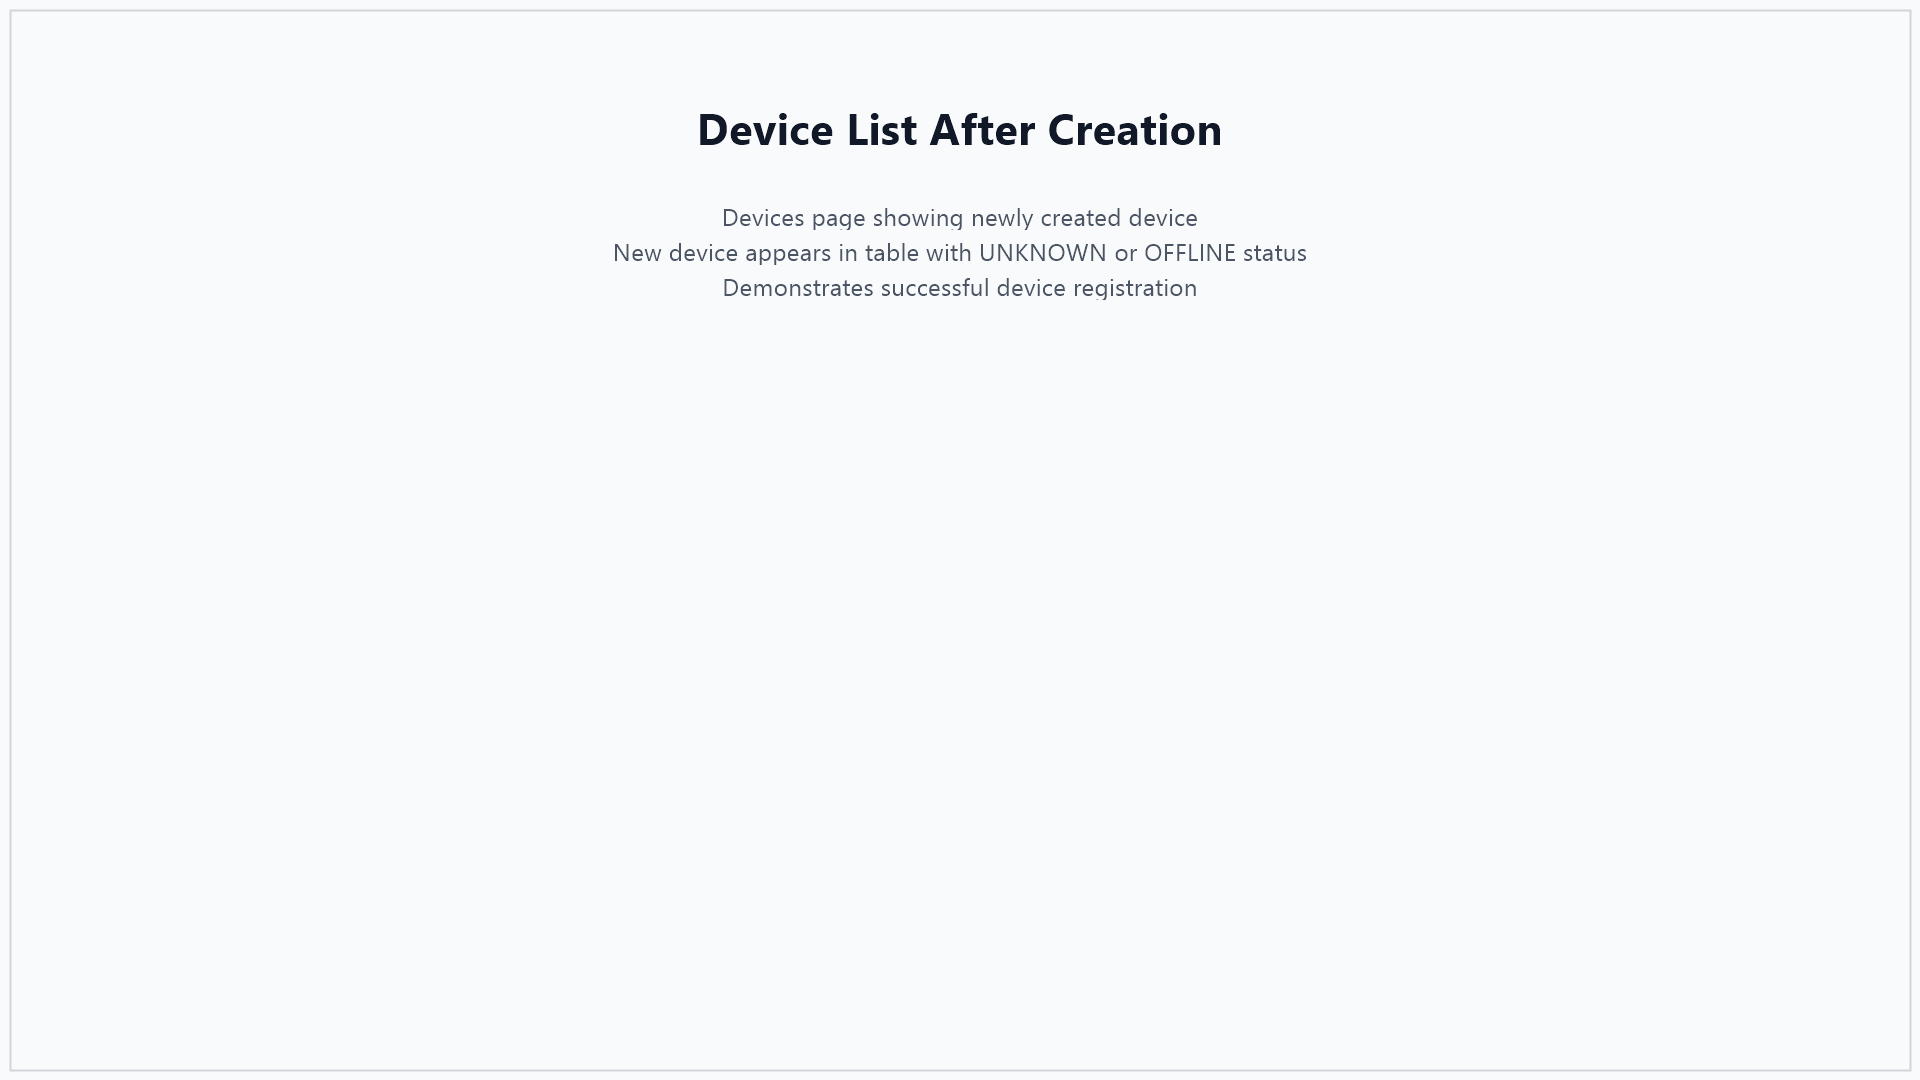 Device List After Creation
Devices page showing newly created device
New device appears in table with UNKNOWN or OFFLINE status
Demonstrates successful device registration